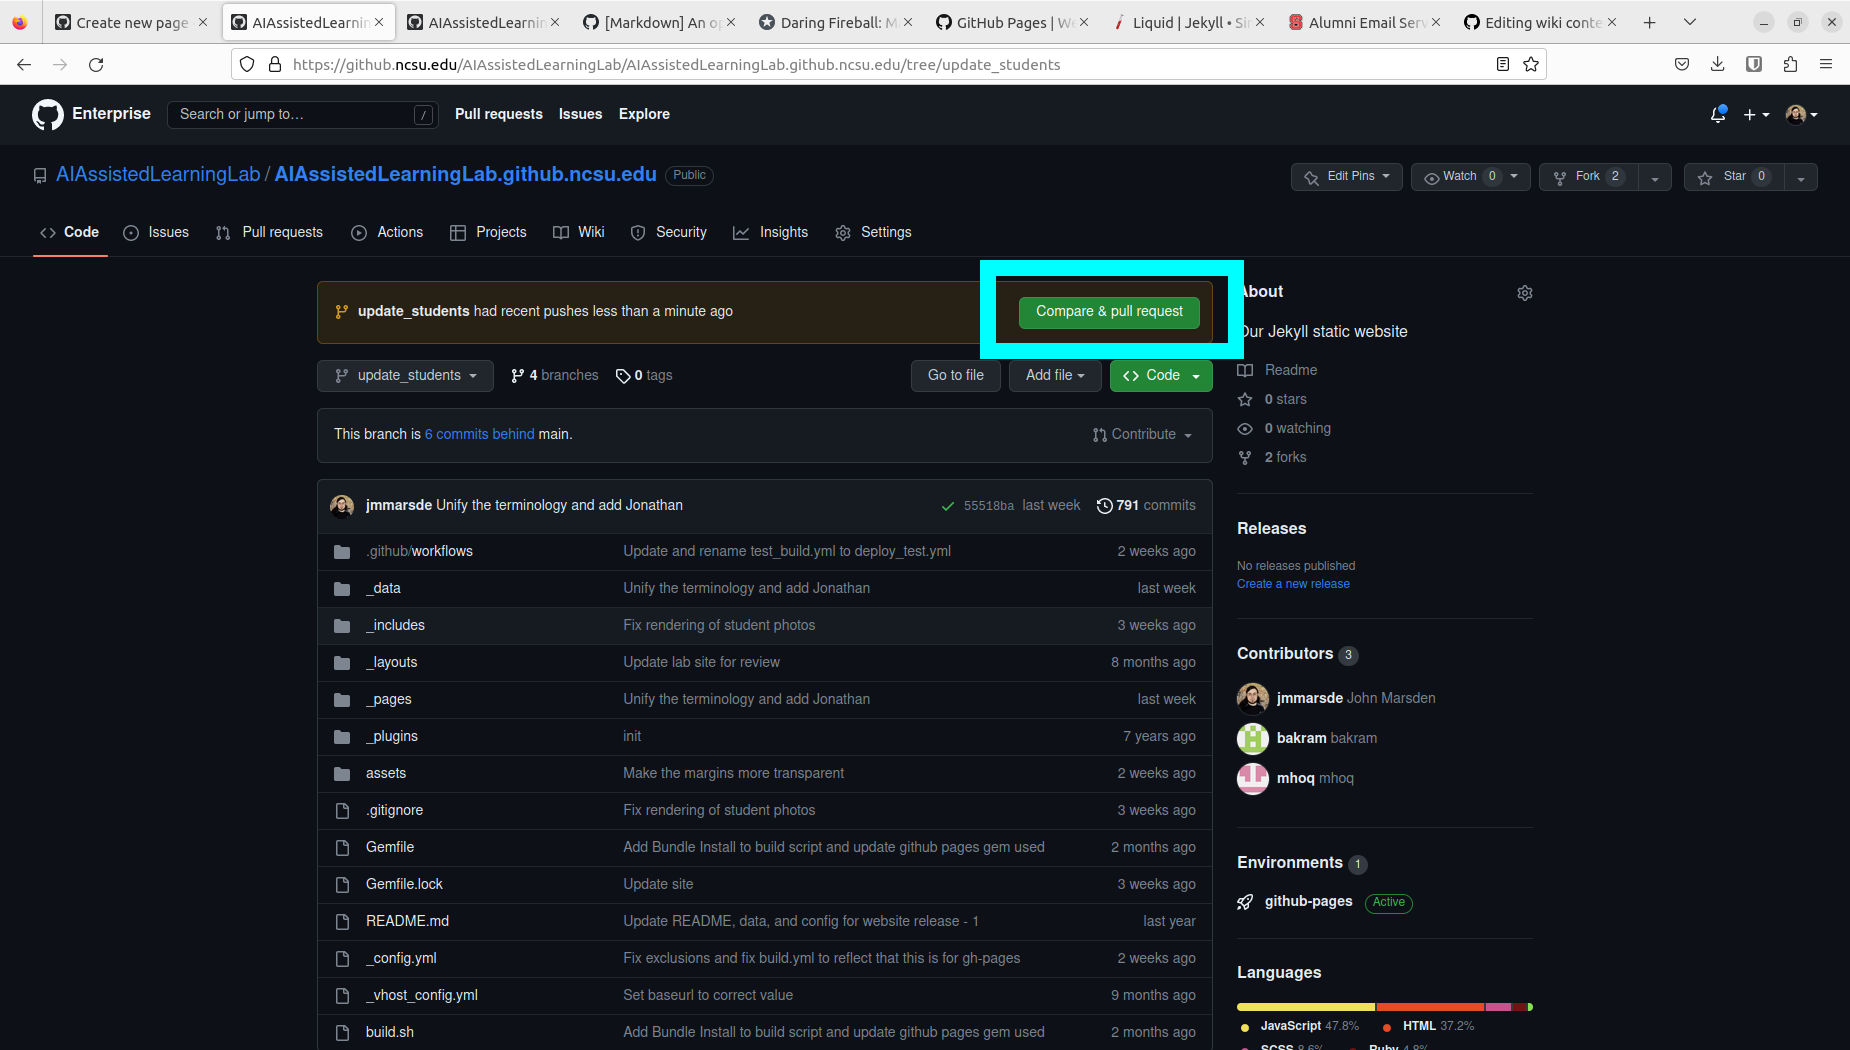 Create new page
AIAssistedLearnin
AIAssistedLearnin
[Markdown] An op
Daring Fireball: M
GitHub Pages | We
Liquid | Jekyll • Sim
Alumni Email Serv
Editing wiki conte
https://github.ncsu.edu/AIAssistedLearningLab/AIAssistedLearningLab.github.ncsu.edu/tree/update_students
Enterprise
Search or jump to…
/
Pull requests
Issues
Explore
AIAssistedLearningLab / AIAssistedLearningLab.github.ncsu.edu
Public
Edit Pins
Watch 0
Fork 2
Star 0
Code
Issues
Pull requests
Actions
Projects
Wiki
Security
Insights
Settings
update_students had recent pushes less than a minute ago
Compare & pull request
update_students
4 branches
0 tags
Go to file
Add file
Code
This branch is 6 commits behind main.
Contribute
jmmarsde Unify the terminology and add Jonathan
55518ba last week
791 commits
.github/workflows Update and rename test_build.yml to deploy_test.yml 2 weeks ago
_data Unify the terminology and add Jonathan last week
_includes Fix rendering of student photos 3 weeks ago
_layouts Update lab site for review 8 months ago
_pages Unify the terminology and add Jonathan last week
_plugins init 7 years ago
assets Make the margins more transparent 2 weeks ago
.gitignore Fix rendering of student photos 3 weeks ago
Gemfile Add Bundle Install to build script and update github pages gem used 2 months ago
Gemfile.lock Update site 3 weeks ago
README.md Update README, data, and config for website release - 1 last year
_config.yml Fix exclusions and fix build.yml to reflect that this is for gh-pages 2 weeks ago
_vhost_config.yml Set baseurl to correct value 9 months ago
build.sh Add Bundle Install to build script and update github pages gem used 2 months ago
About
Our Jekyll static website
Readme
0 stars
0 watching
2 forks
Releases
No releases published
Create a new release
Contributors 3
jmmarsde John Marsden
bakram bakram
mhoq mhoq
Environments 1
github-pages Active
Languages
JavaScript 47.8%
HTML 37.2%
SCSS 8.6%
Ruby 4.8%